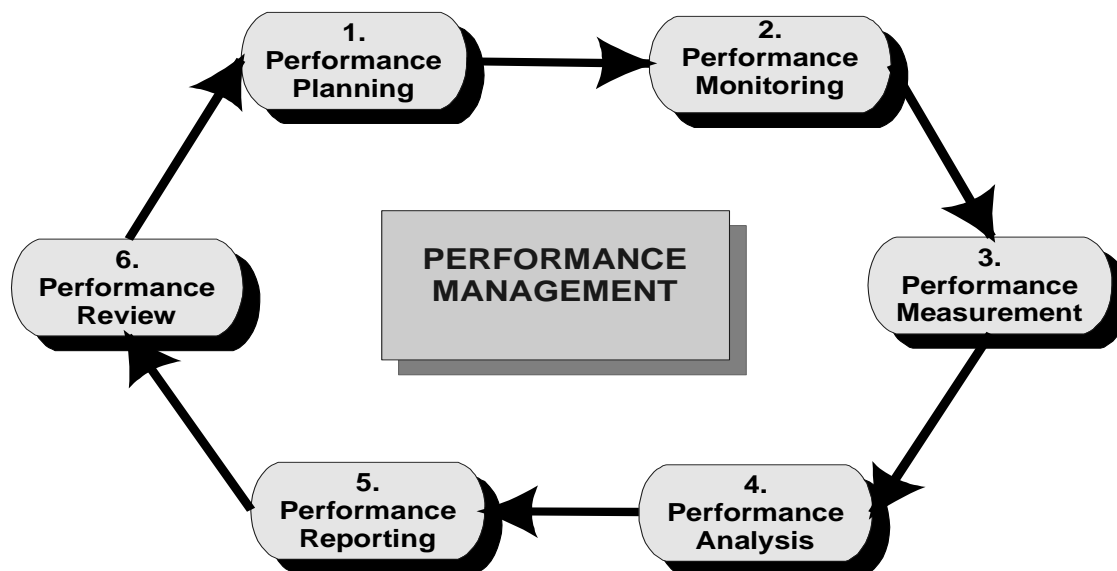 1.
Performance
Planning
2.
Performance
Monitoring
3.
Performance
Measurement
4.
Performance
Analysis
5.
Performance
Reporting
6.
Performance
Review
PERFORMANCE
MANAGEMENT